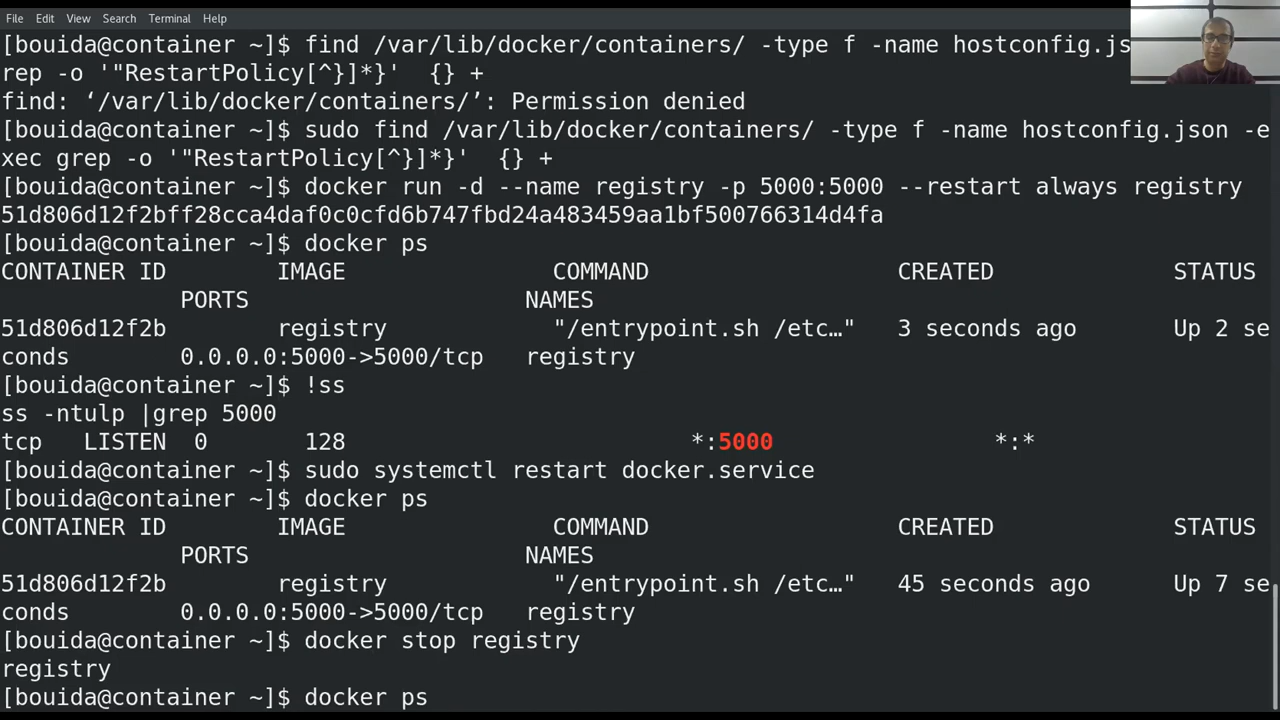 File Edit View Search Terminal Help
[bouida@container ~]$ find /var/lib/docker/containers/ -type f -name hostconfig.js
rep -o '"RestartPolicy[^}]*}'  {} +
find: ‘/var/lib/docker/containers/’: Permission denied
[bouida@container ~]$ sudo find /var/lib/docker/containers/ -type f -name hostconfig.json -e
xec grep -o '"RestartPolicy[^}]*}'  {} +
[bouida@container ~]$ docker run -d --name registry -p 5000:5000 --restart always registry
51d806d12f2bff28cca4daf0c0cfd6b747fbd24a483459aa1bf500766314d4fa
[bouida@container ~]$ docker ps
CONTAINER ID        IMAGE               COMMAND                  CREATED             STATUS
             PORTS                    NAMES
51d806d12f2b        registry            "/entrypoint.sh /etc…"   3 seconds ago       Up 2 se
conds        0.0.0.0:5000->5000/tcp   registry
[bouida@container ~]$ !ss
ss -ntulp |grep 5000
tcp   LISTEN  0       128                         *:5000                *:*
[bouida@container ~]$ sudo systemctl restart docker.service
[bouida@container ~]$ docker ps
CONTAINER ID        IMAGE               COMMAND                  CREATED             STATUS
             PORTS                    NAMES
51d806d12f2b        registry            "/entrypoint.sh /etc…"   45 seconds ago      Up 7 se
conds        0.0.0.0:5000->5000/tcp   registry
[bouida@container ~]$ docker stop registry
registry
[bouida@container ~]$ docker ps